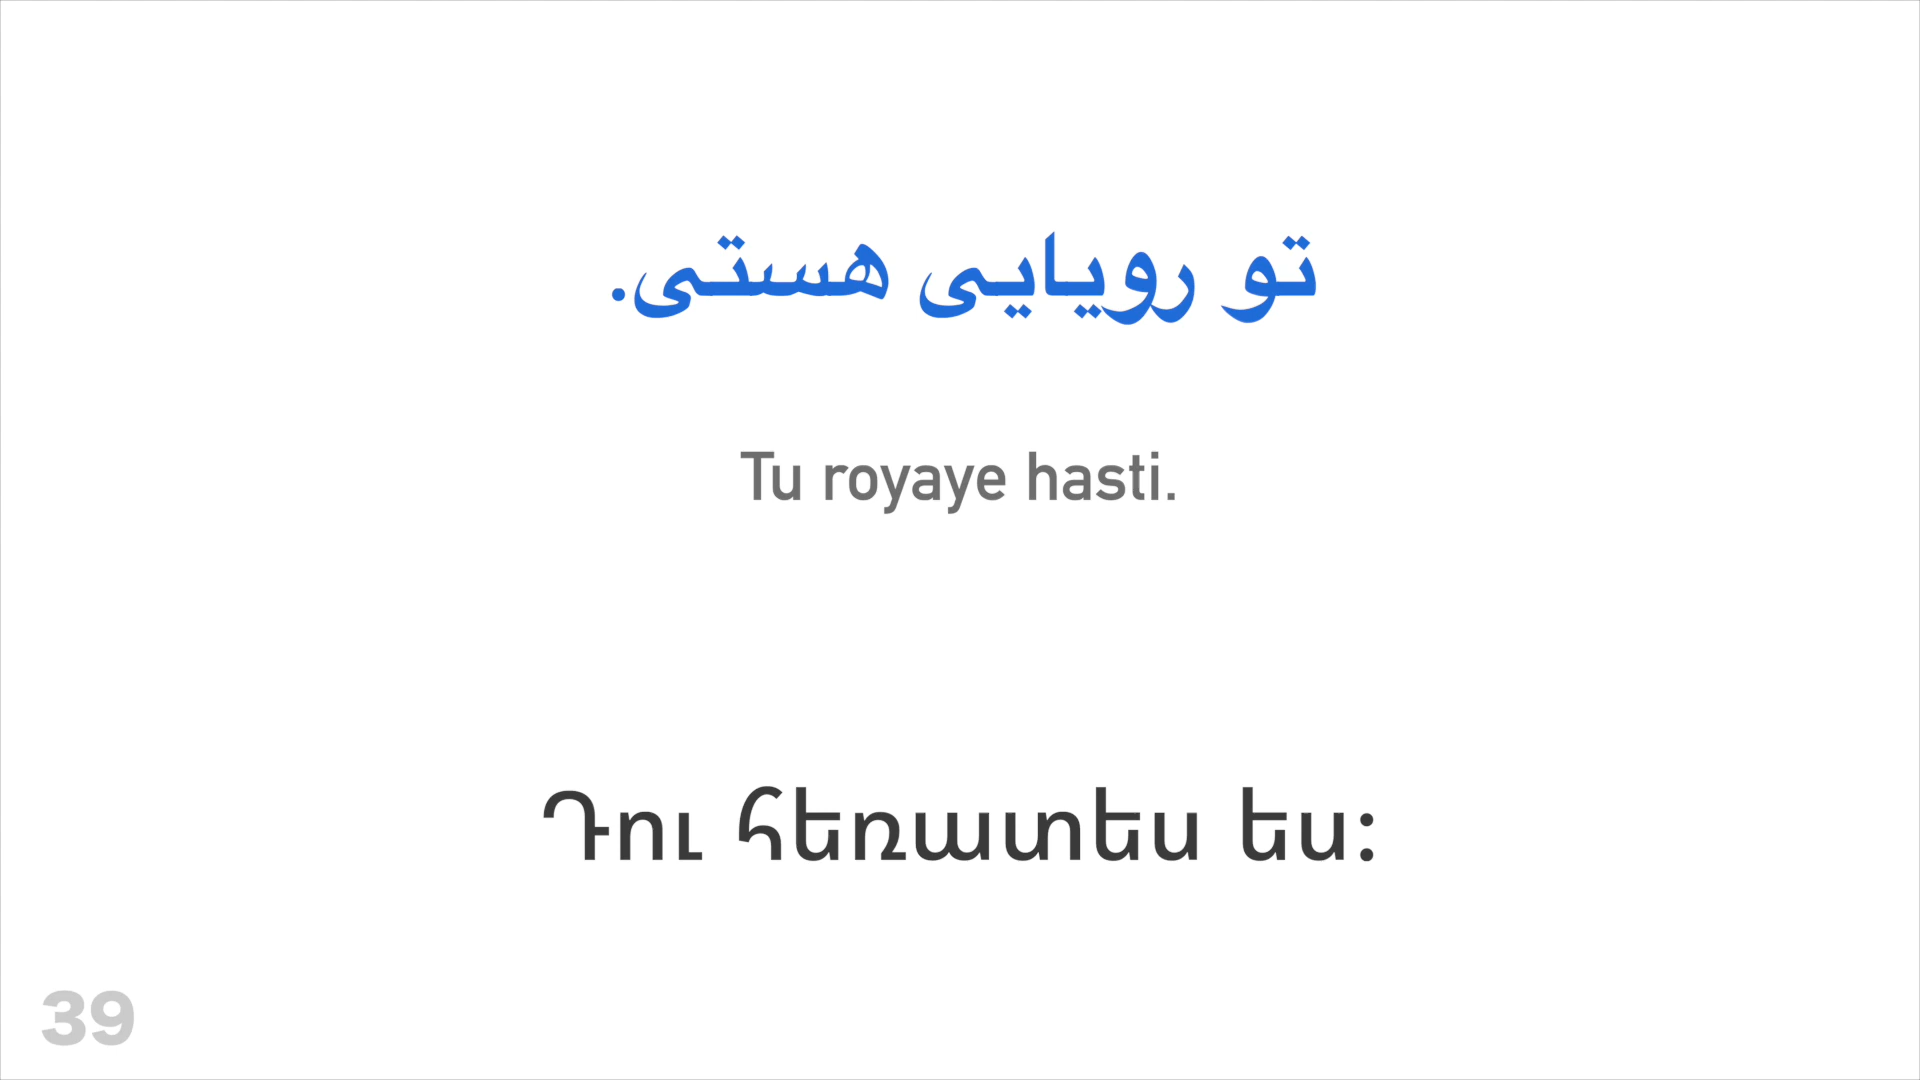 تو رویایی هستی.
Tu royaye hasti.
Դու հեռատես ես:
39